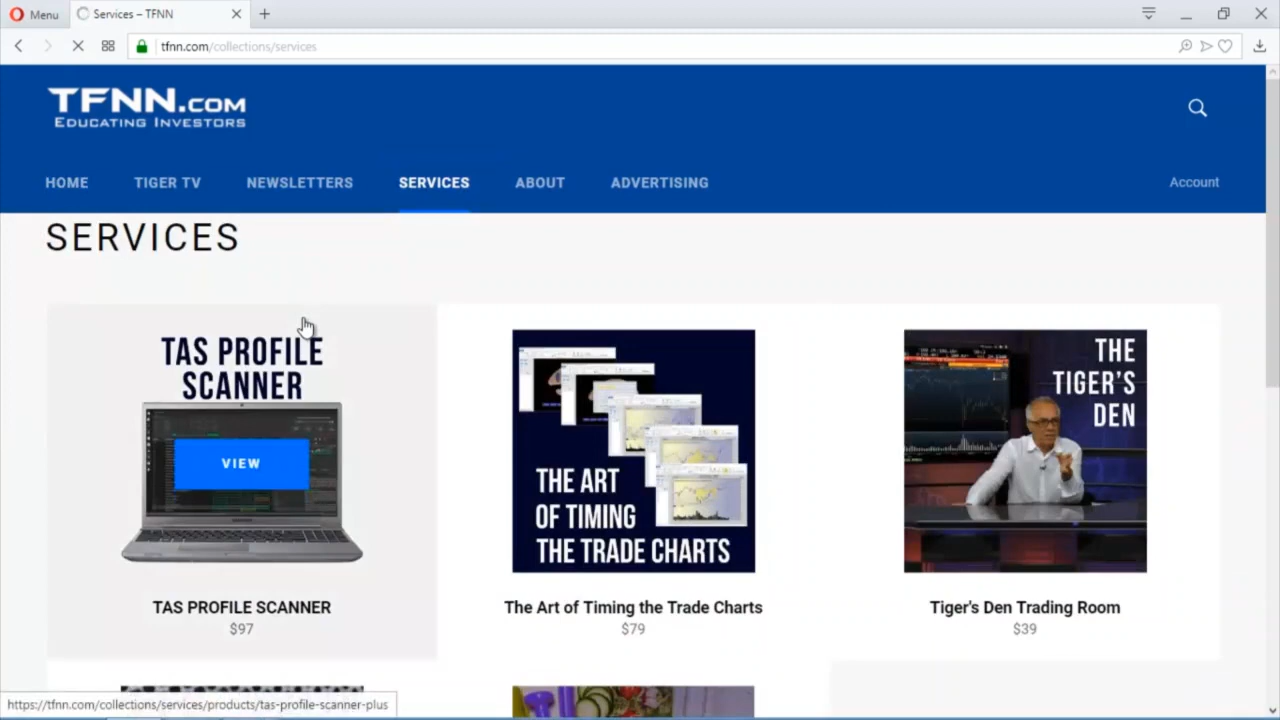 Menu
Services – TFNN
tfnn.com/collections/services
TFNN.COM
EDUCATING INVESTORS
HOME
TIGER TV
NEWSLETTERS
SERVICES
ABOUT
ADVERTISING
Account
SERVICES
TAS PROFILE
SCANNER
VIEW
TAS PROFILE SCANNER
$97
THE ART
OF TIMING
THE TRADE CHARTS
The Art of Timing the Trade Charts
$79
THE
TIGER'S
DEN
Tiger's Den Trading Room
$39
https://tfnn.com/collections/services/products/tas-profile-scanner-plus